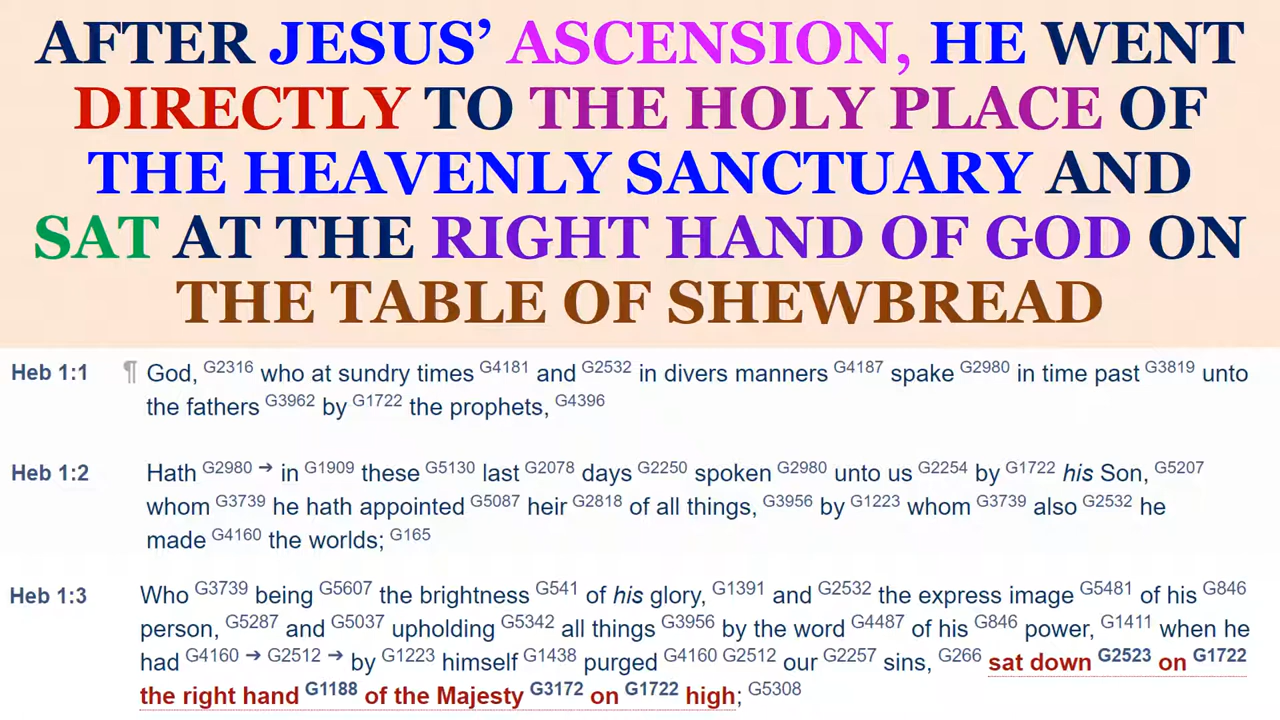 AFTER JESUS’ ASCENSION, HE WENT
DIRECTLY TO THE HOLY PLACE OF
THE HEAVENLY SANCTUARY AND
SAT AT THE RIGHT HAND OF GOD ON
THE TABLE OF SHEWBREAD
Heb 1:1 ¶ God, G2316 who at sundry times G4181 and G2532 in divers manners G4187 spake G2980 in time past G3819 unto
the fathers G3962 by G1722 the prophets, G4396
Heb 1:2 Hath G2980 → in G1909 these G5130 last G2078 days G2250 spoken G2980 unto us G2254 by G1722 his Son, G5207
whom G3739 he hath appointed G5087 heir G2818 of all things, G3956 by G1223 whom G3739 also G2532 he
made G4160 the worlds; G165
Heb 1:3 Who G3739 being G5607 the brightness G541 of his glory, G1391 and G2532 the express image G5481 of his G846
person, G5287 and G5037 upholding G5342 all things G3956 by the word G4487 of his G846 power, G1411 when he
had G4160 → G2512 → by G1223 himself G1438 purged G4160 G2512 our G2257 sins, G266 sat down G2523 on G1722
the right hand G1188 of the Majesty G3172 on G1722 high; G5308